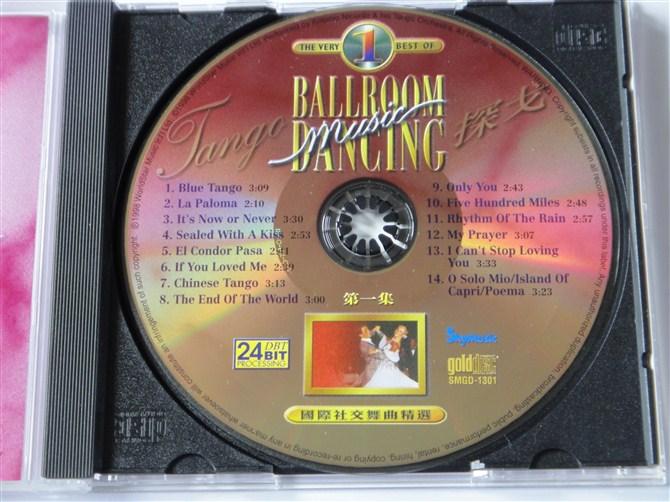 THE VERY 1 BEST OF
BALLROOM
music
DANCING
Tango 探戈
1. Blue Tango 3:09
2. La Paloma 2:10
3. It's Now or Never 3:30
4. Sealed With A Kiss 2:53
5. El Condor Pasa
6. If You Loved Me
7. Chinese Tango 3:13
8. The End Of The World 3:00
9. Only You 2:43
10. Five Hundred Miles 2:48
11. Rhythm Of The Rain 2:57
12. My Prayer 3:07
13. I Can't Stop Loving
You 3:33
14. O Solo Mio/Island Of
Capri/Poema 3:23
第一集
24 DBT
BIT
PROCESSING
Skymusic
gold disc
SMGD-1301
國際社交舞曲精選